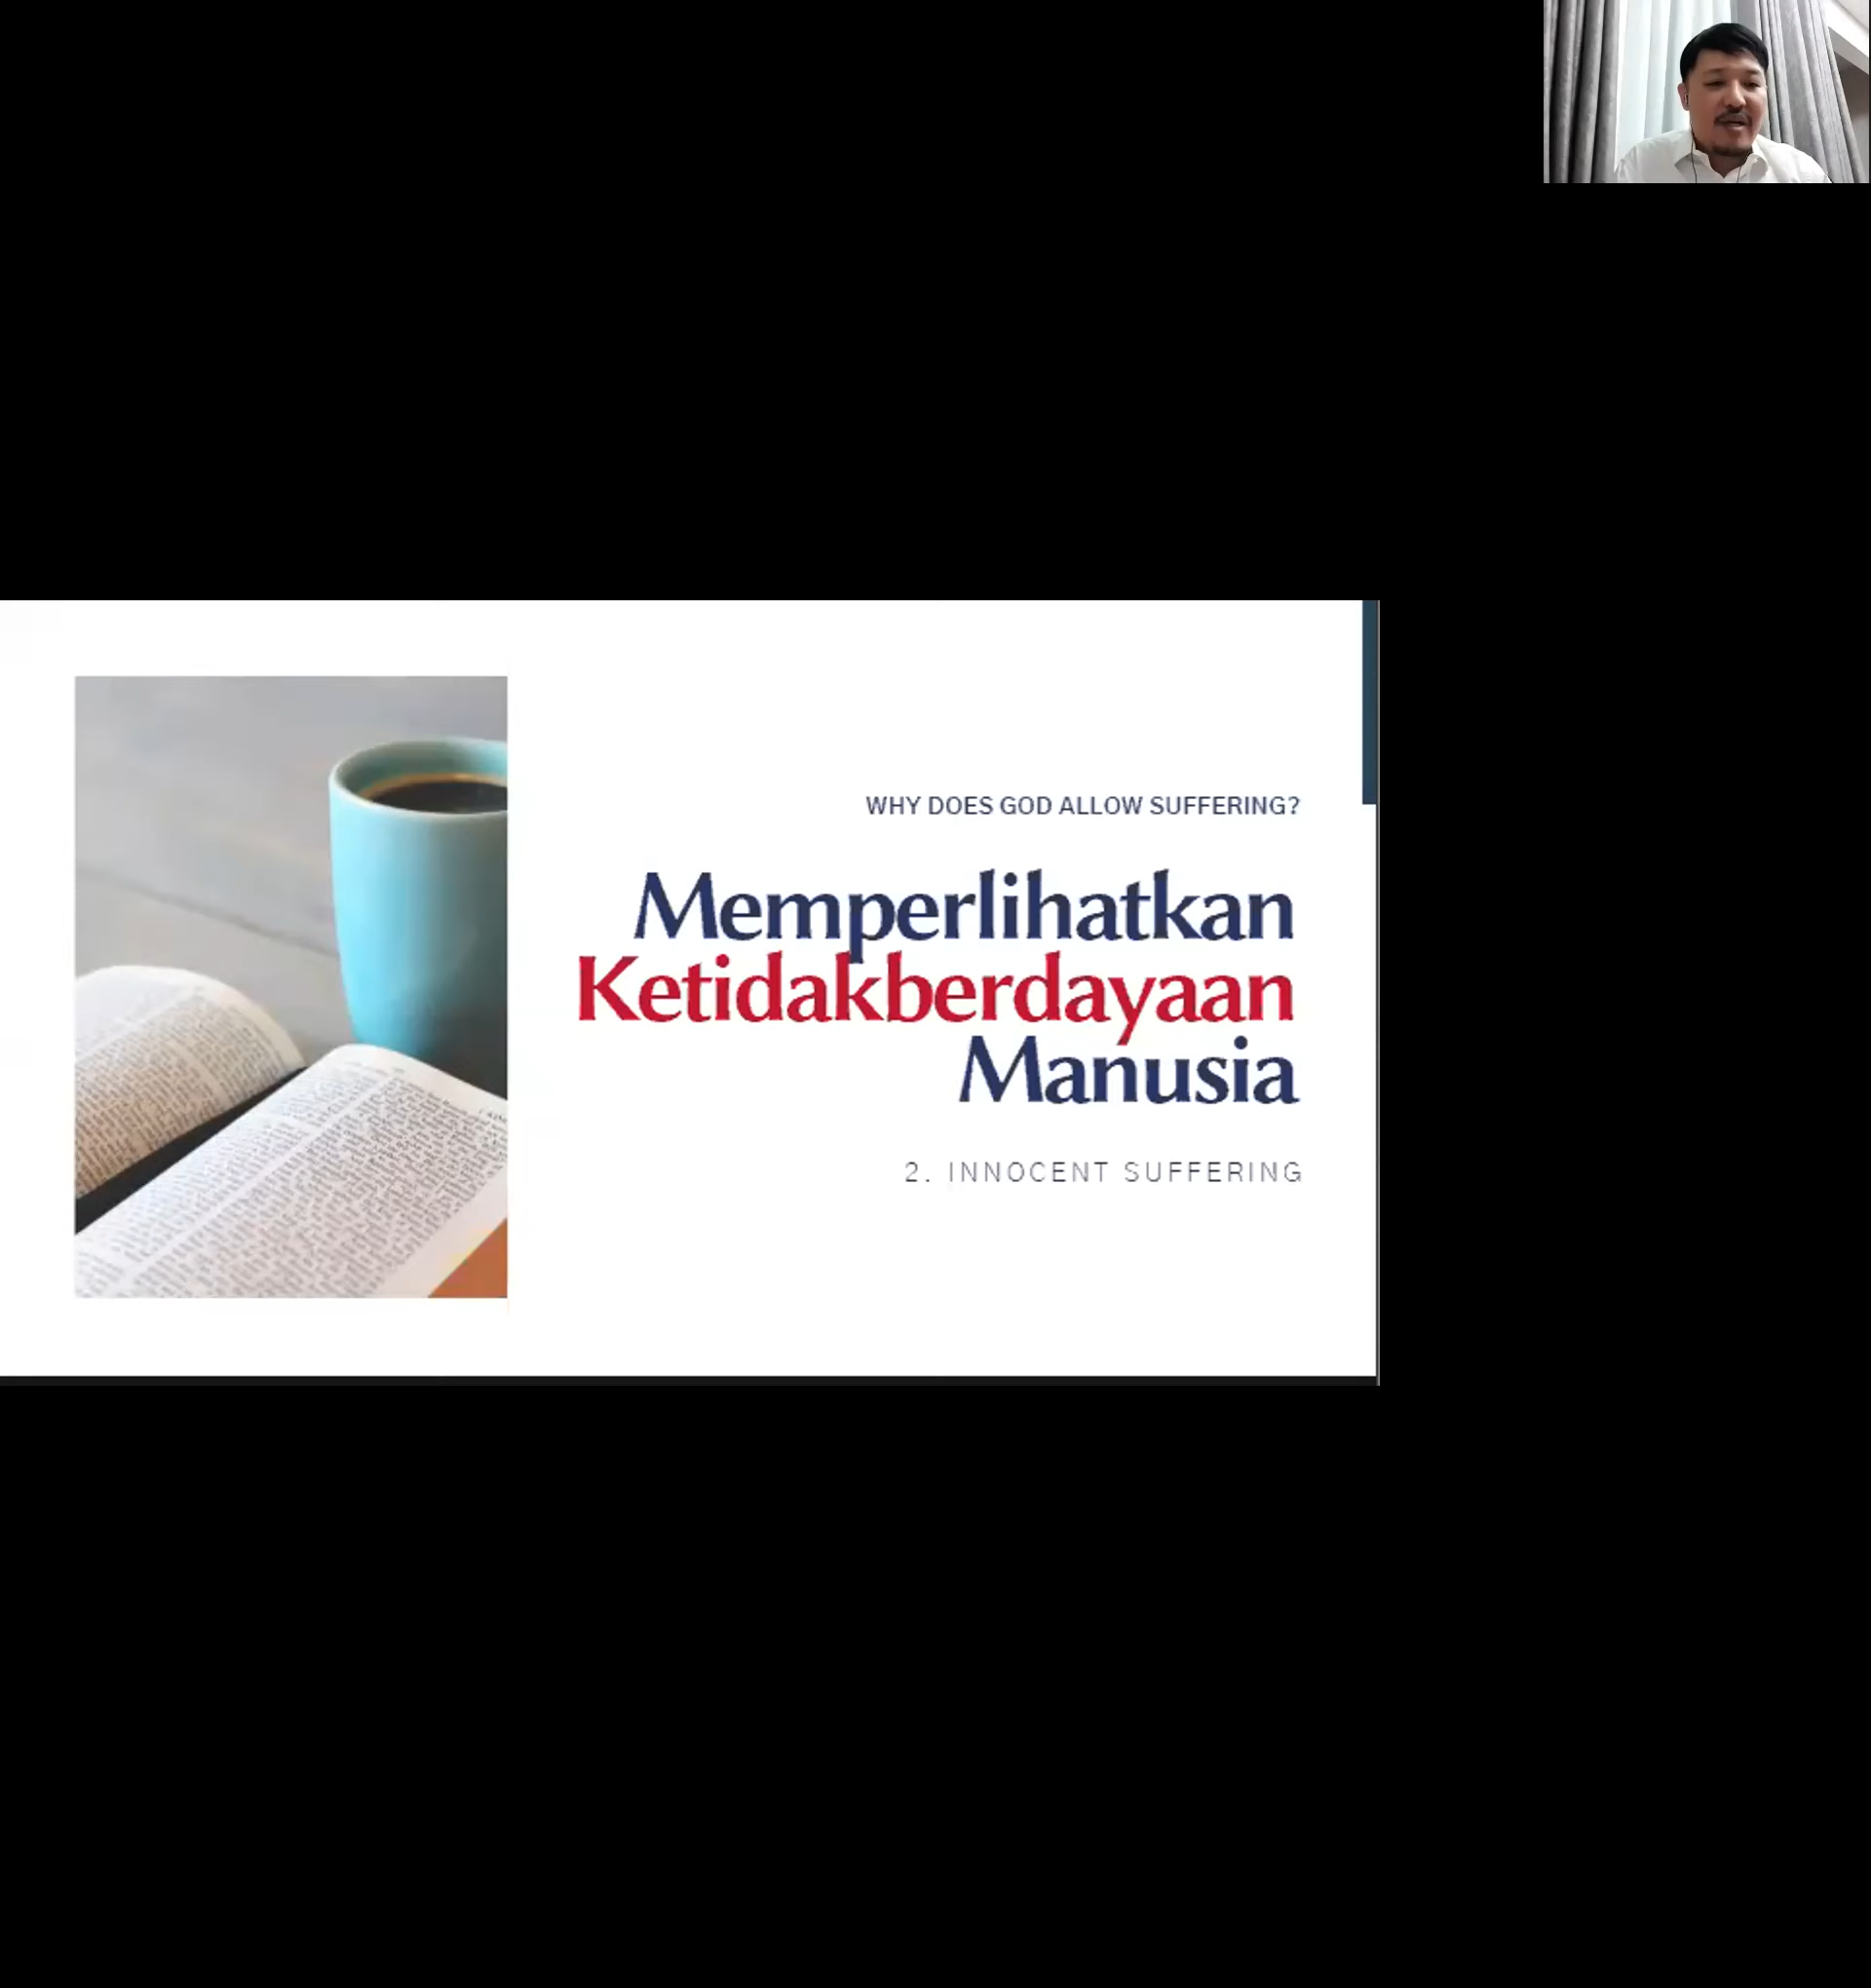 WHY DOES GOD ALLOW SUFFERING?
Memperlihatkan
Ketidakberdayaan
Manusia
2. INNOCENT SUFFERING